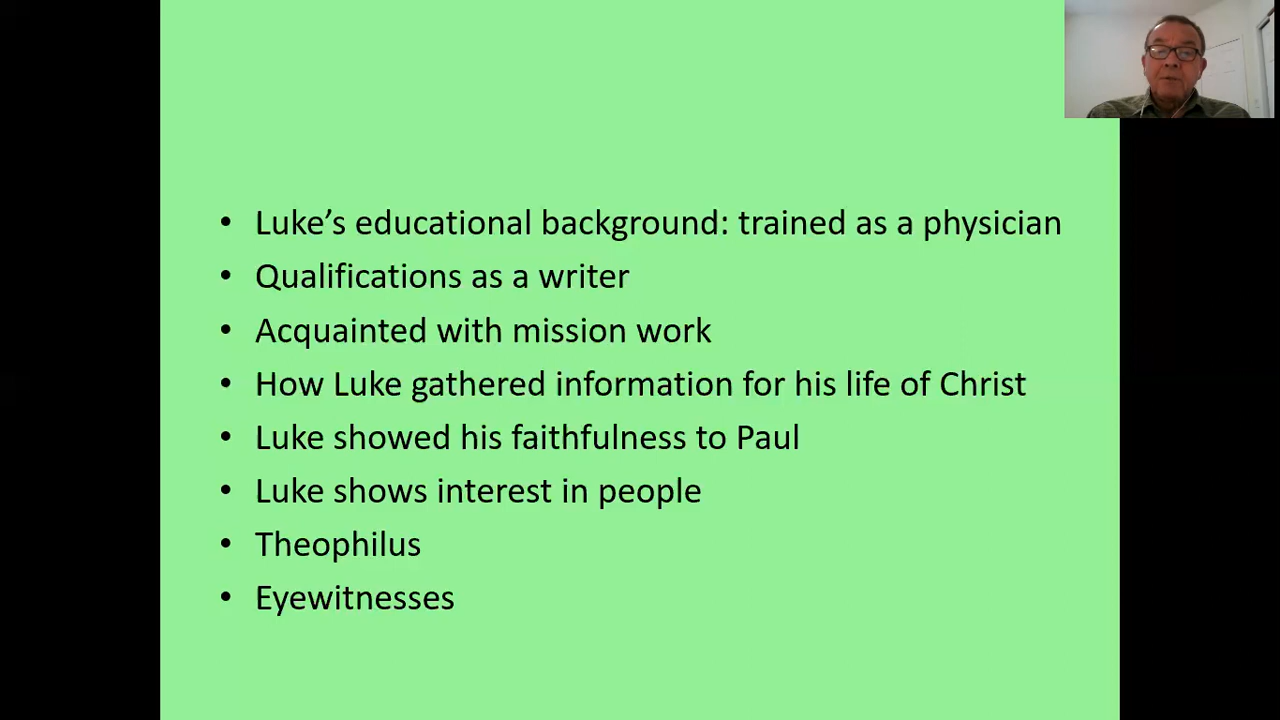 • Luke’s educational background: trained as a physician
• Qualifications as a writer
• Acquainted with mission work
• How Luke gathered information for his life of Christ
• Luke showed his faithfulness to Paul
• Luke shows interest in people
• Theophilus
• Eyewitnesses